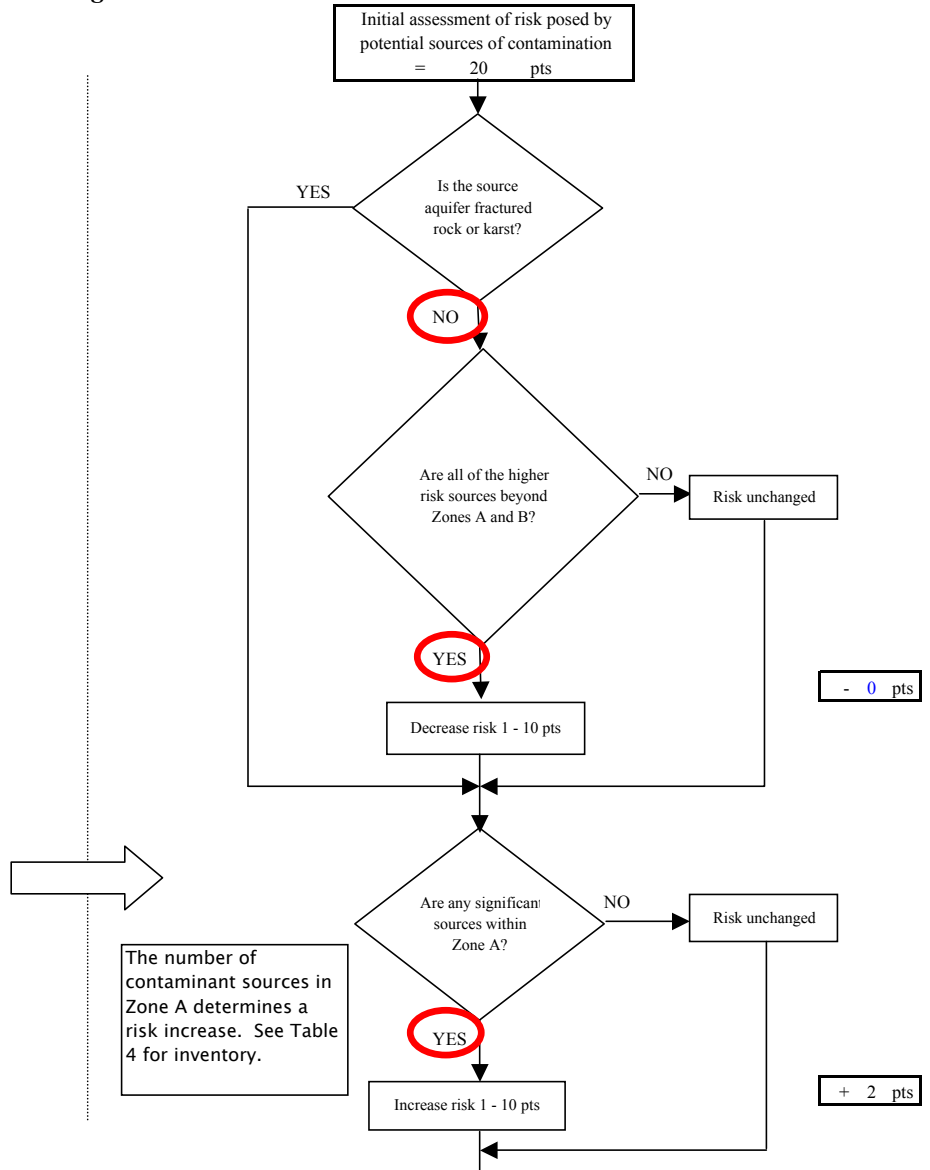 Initial assessment of risk posed by
potential sources of contamination
= 20 pts
YES
Is the source
aquifer fractured
rock or karst?
NO
Are all of the higher
risk sources beyond
Zones A and B?
NO
Risk unchanged
YES
- 0 pts
Decrease risk 1 - 10 pts
Are any significant
sources within
Zone A?
NO
Risk unchanged
The number of
contaminant sources in
Zone A determines a
risk increase. See Table
4 for inventory.
YES
+ 2 pts
Increase risk 1 - 10 pts